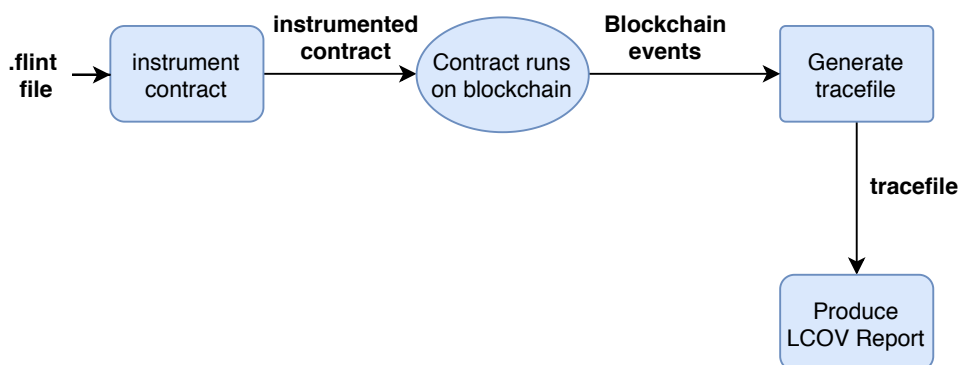 .flint
file
instrument
contract
instrumented
contract
Contract runs
on blockchain
Blockchain
events
Generate
tracefile
tracefile
Produce
LCOV Report